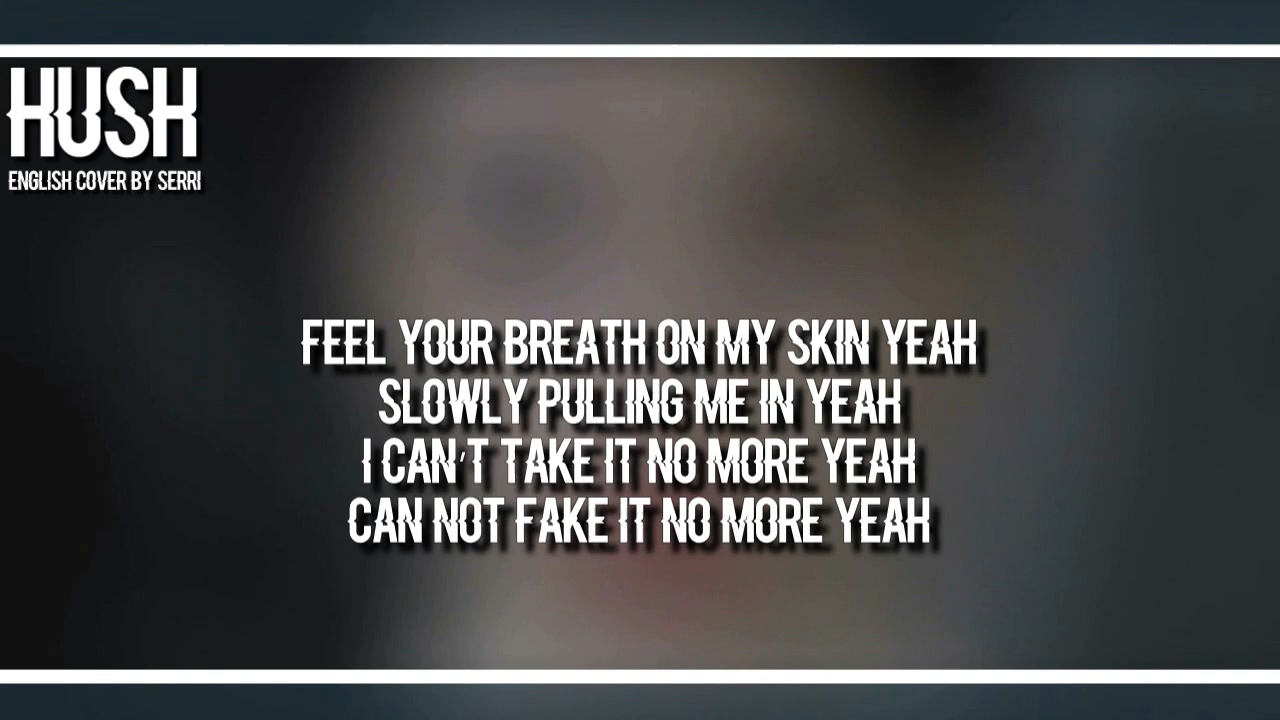 HUSH
ENGLISH COVER BY SERRI
FEEL YOUR BREATH ON MY SKIN YEAH
SLOWLY PULLING ME IN YEAH
I CAN'T TAKE IT NO MORE YEAH
CAN NOT FAKE IT NO MORE YEAH